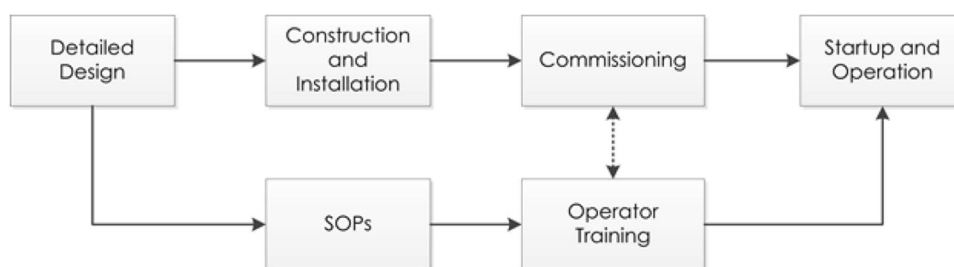 Detailed
Design
Construction
and
Installation
Commissioning
Startup and
Operation
SOPs
Operator
Training